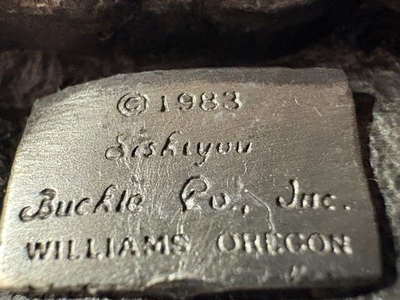 © 1983
Siskiyou
Buckle Co., Inc.
WILLIAMS OREGON